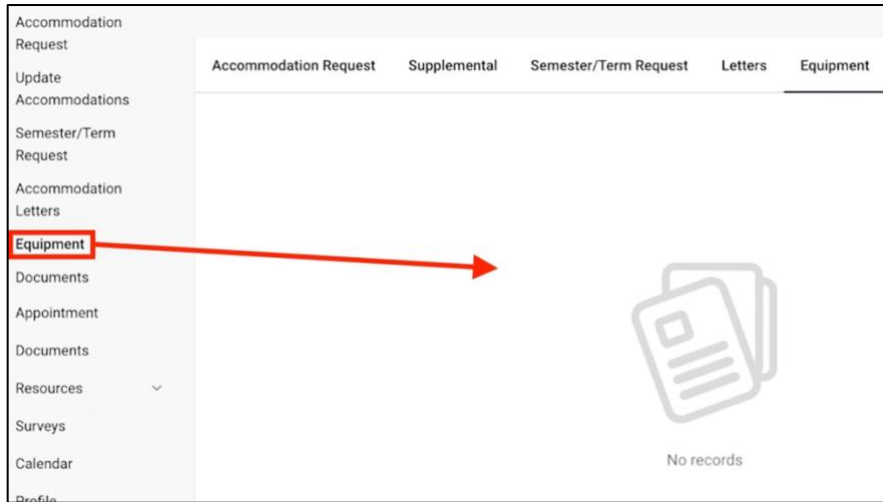 Accommodation
Request
Update
Accommodations
Semester/Term
Request
Accommodation
Letters
Equipment
Documents
Appointment
Documents
Resources
Surveys
Calendar
Profile
Accommodation Request Supplemental Semester/Term Request Letters Equipment
No records